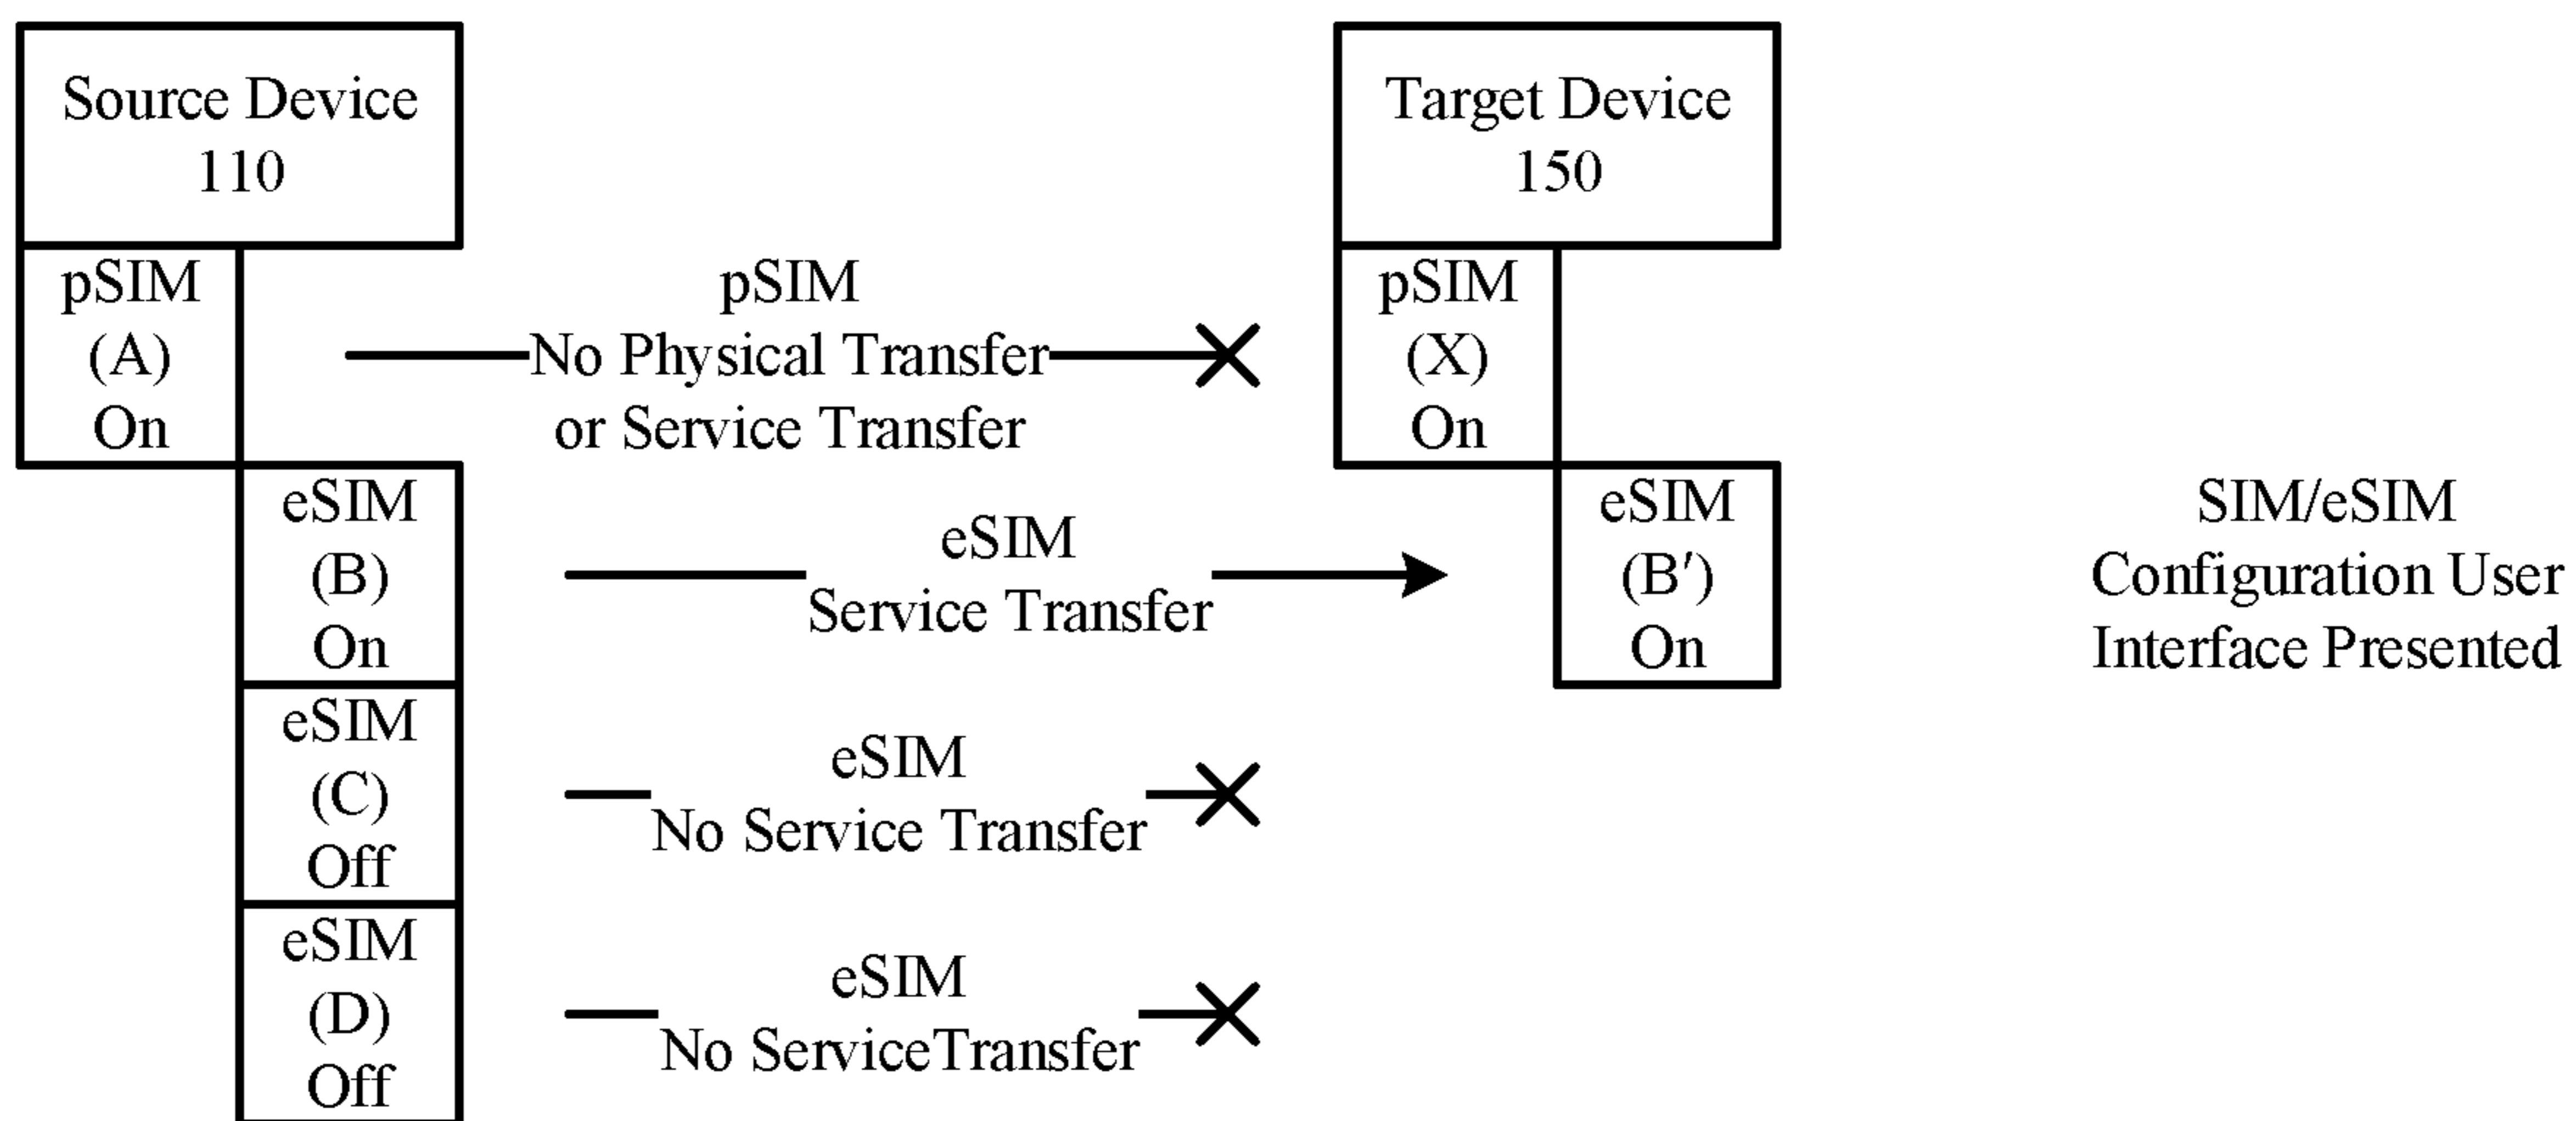 Source Device
110
Target Device
150
pSIM
(A)
On
pSIM
No Physical Transfer
or Service Transfer
pSIM
(X)
On
eSIM
(B)
On
eSIM
Service Transfer
eSIM
(B′)
On
SIM/eSIM
Configuration User
Interface Presented
eSIM
(C)
Off
eSIM
No Service Transfer
eSIM
(D)
Off
eSIM
No ServiceTransfer